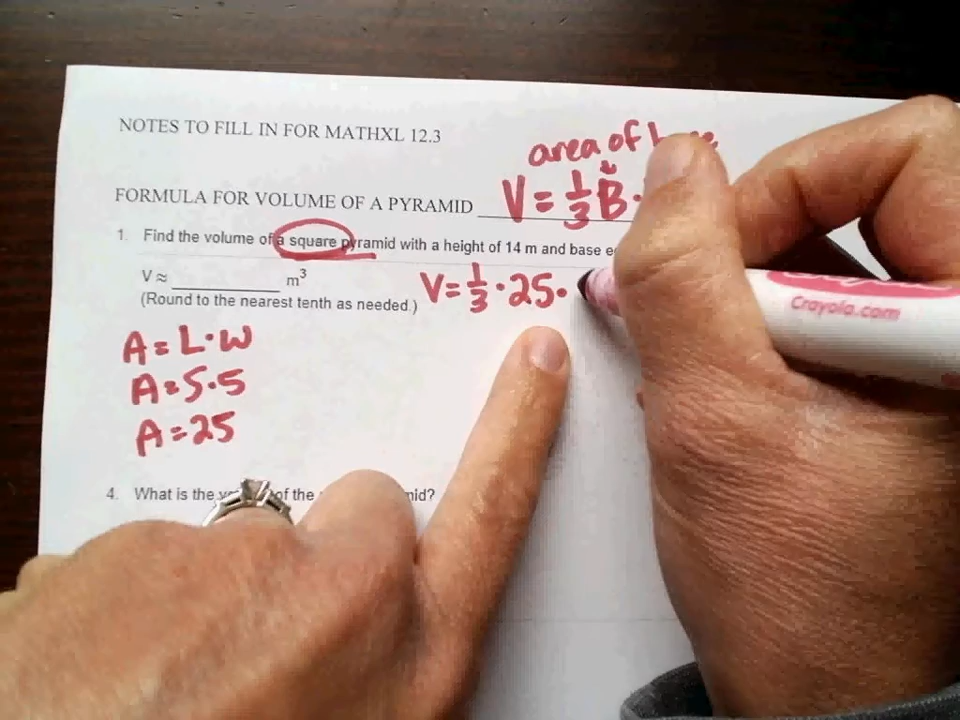 NOTES TO FILL IN FOR MATHXL 12.3
area of
FORMULA FOR VOLUME OF A PYRAMID V = 1/3 B ·
1. Find the volume of a square pyramid with a height of 14 m and base
V ≈ ________ m³
V = 1/3 · 25 ·
(Round to the nearest tenth as needed.)
A = L · W
A = 5 · 5
A = 25
4. What is the of the
Crayola.com